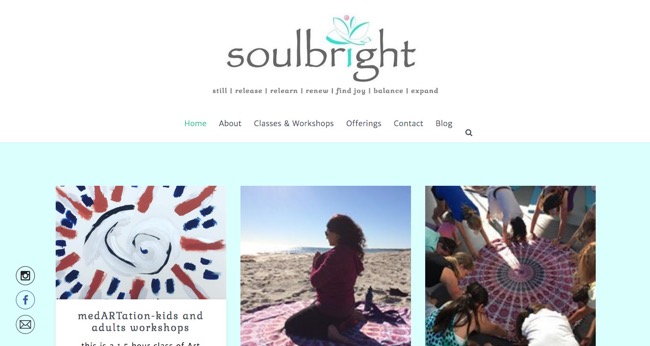 soulbright
still | release | relearn | renew | find joy | balance | expand
Home About Classes & Workshops Offerings Contact Blog
medARTation-kids and
adults workshops
this is a 1.5 hour class of Art